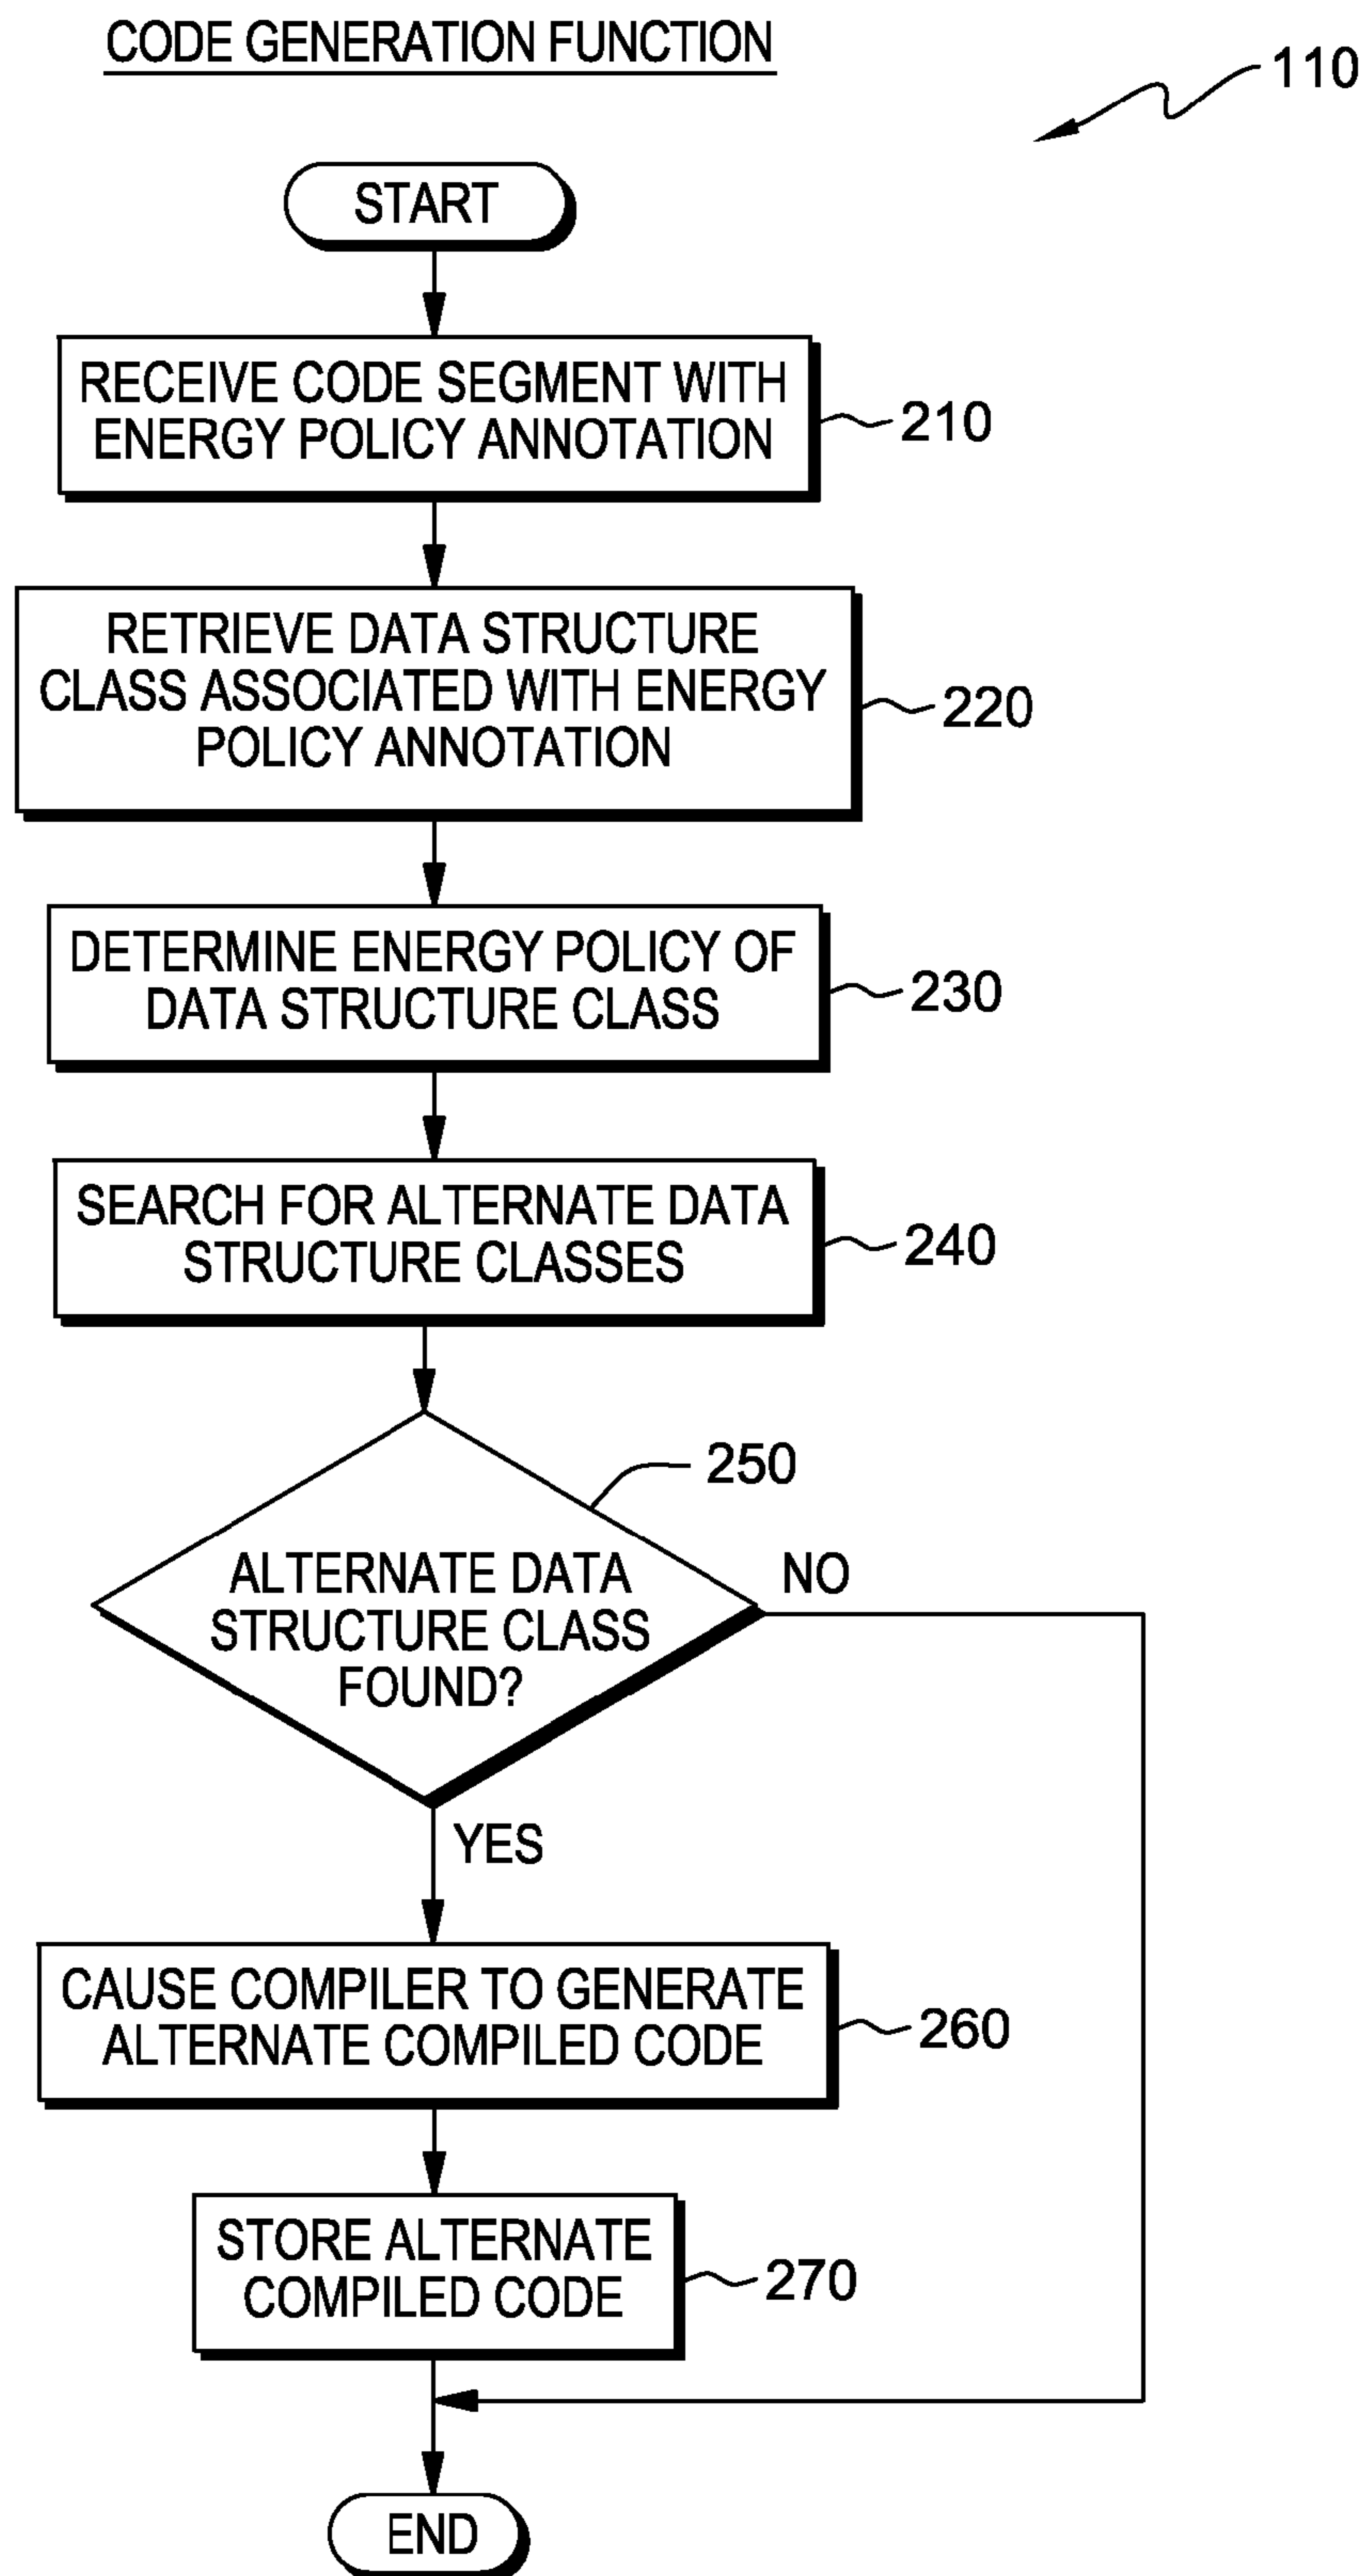 CODE GENERATION FUNCTION
110
START
RECEIVE CODE SEGMENT WITH
ENERGY POLICY ANNOTATION
210
RETRIEVE DATA STRUCTURE
CLASS ASSOCIATED WITH ENERGY
POLICY ANNOTATION
220
DETERMINE ENERGY POLICY OF
DATA STRUCTURE CLASS
230
SEARCH FOR ALTERNATE DATA
STRUCTURE CLASSES
240
250
ALTERNATE DATA
STRUCTURE CLASS
FOUND?
NO
YES
CAUSE COMPILER TO GENERATE
ALTERNATE COMPILED CODE
260
STORE ALTERNATE
COMPILED CODE
270
END